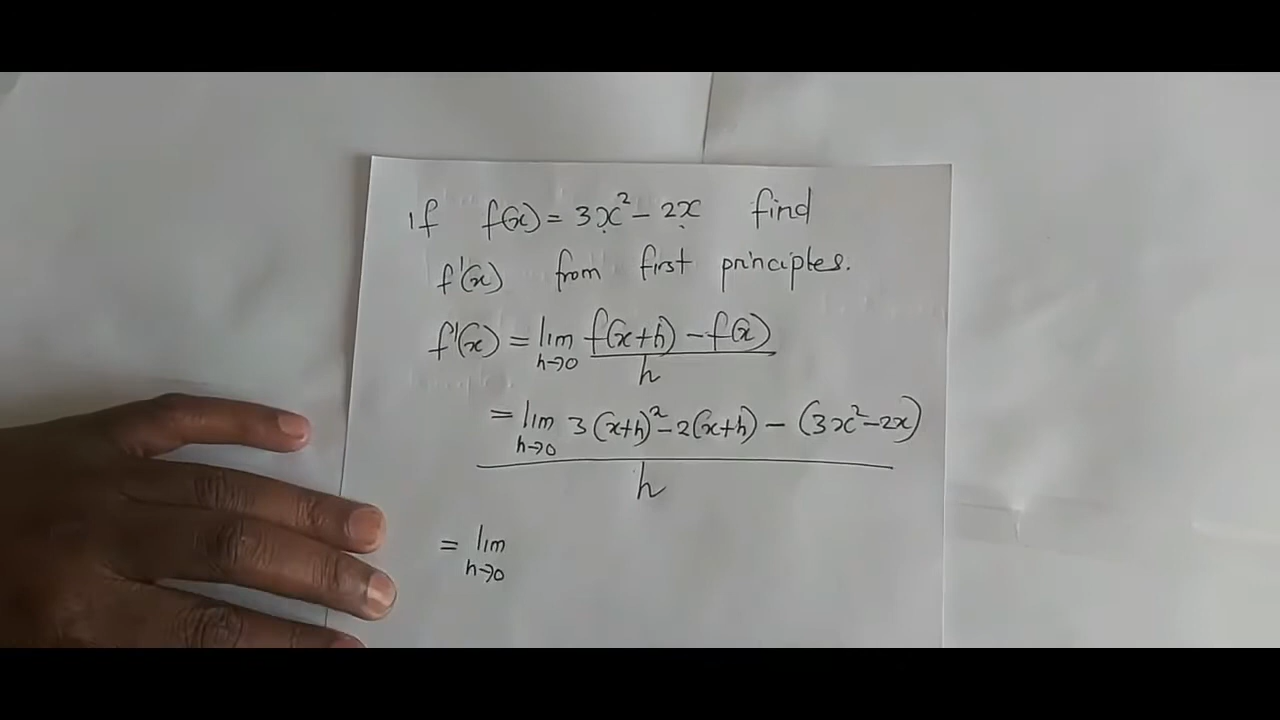 If f(x) = 3x² - 2x find
f'(x) from first principles.
f'(x) = lim h→0 f(x+h) - f(x) / h
= lim h→0 3(x+h)² - 2(x+h) - (3x² - 2x) / h
= lim h→0